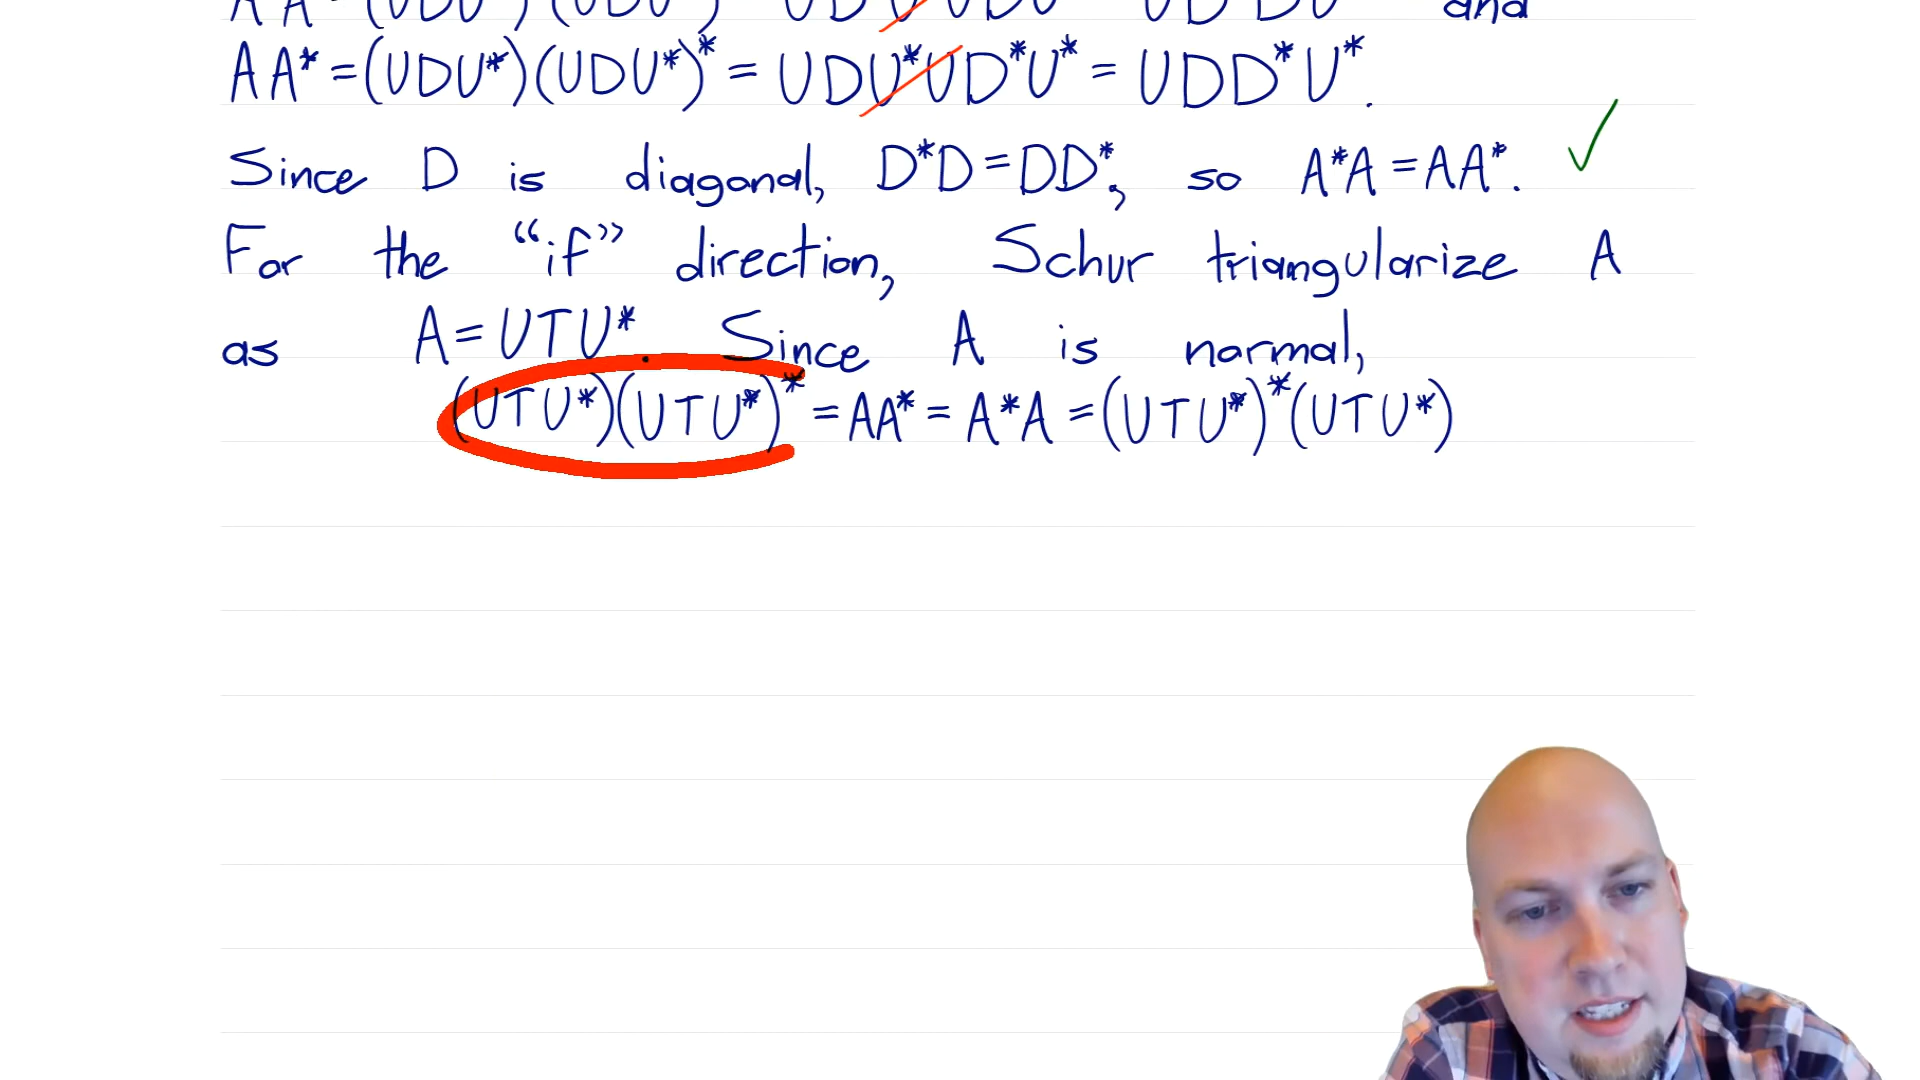 and
AA* = (UDU*)(UDU*)* = UDU*UD*U* = UDD*U*.
Since D is diagonal, D*D = DD*, so A*A = AA*. ✓
For the “if” direction, Schur triangularize A
as A = UTU*. Since A is normal,
(UTU*)(UTU*)* = AA* = A*A = (UTU*)*(UTU*)